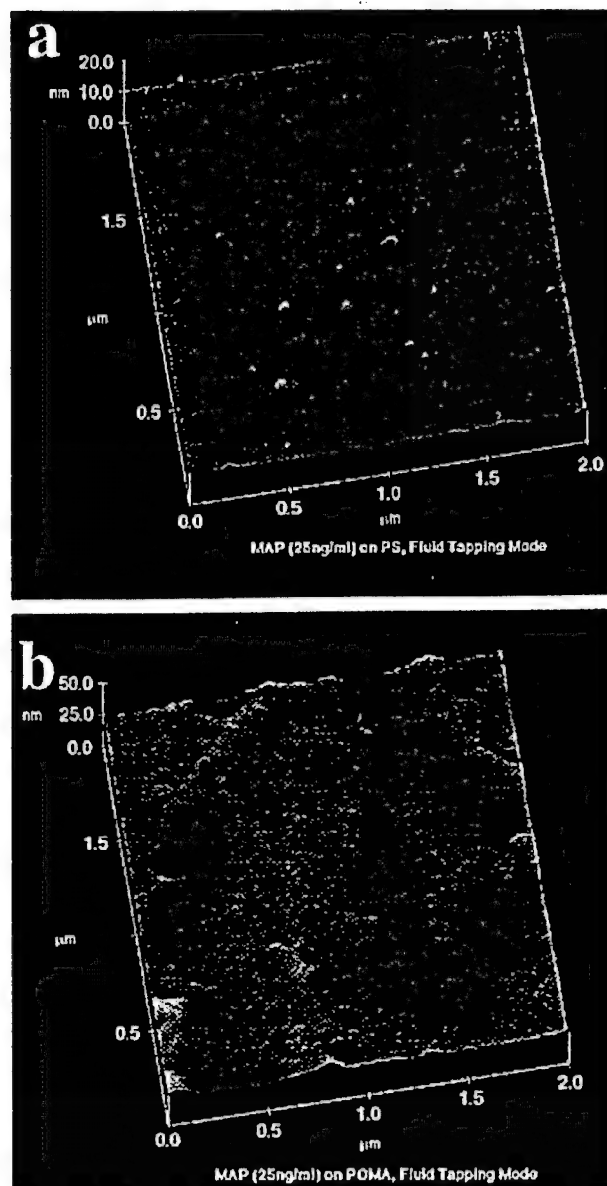 a
20.0
nm 10.0
0.0
1.5
μm
0.5
0.0
0.5
1.0
1.5
2.0
μm
MAP (25ng/ml) on PS, Fluid Tapping Mode
b
50.0
nm 25.0
0.0
1.5
μm
0.5
0.0
0.5
1.0
1.5
2.0
μm
MAP (25ng/ml) on POMA, Fluid Tapping Mode